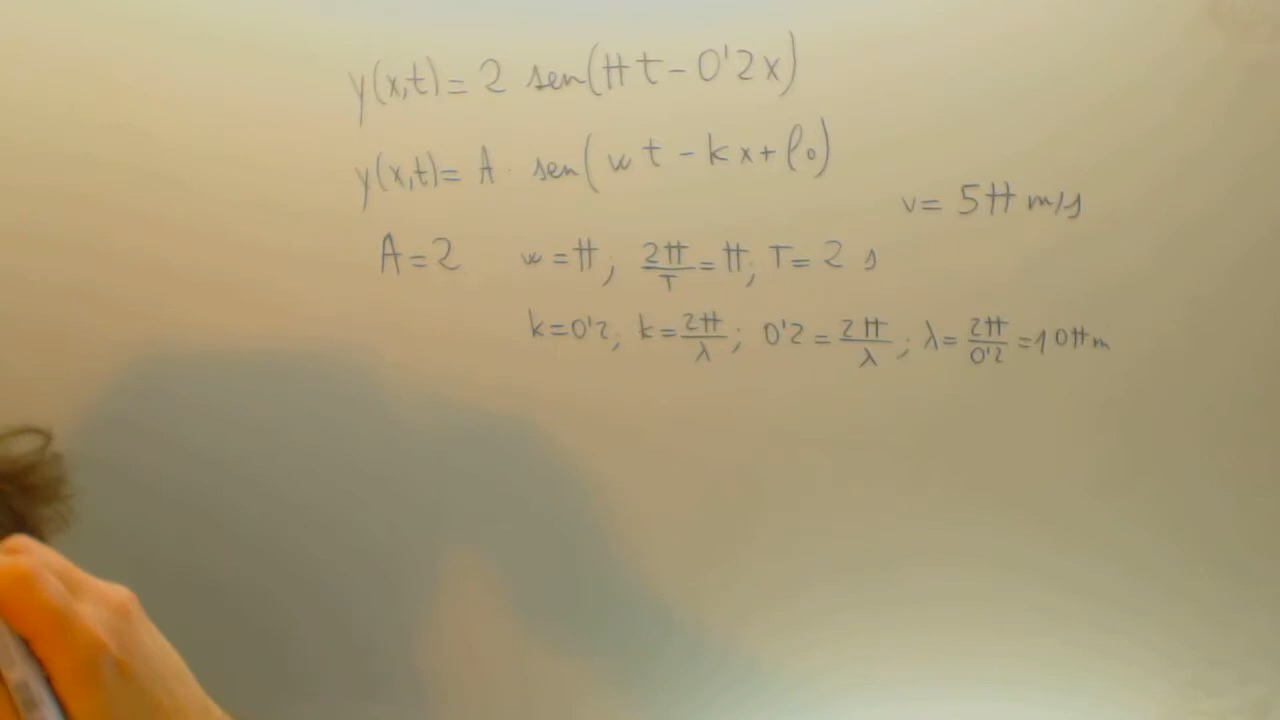 y(x,t)= 2 sen(π t - 0'2x)
y(x,t)= A · sen( w t - k x + φ₀)
v= 5π m/s
A=2 w=π; 2π/T = π; T= 2 s
k=0'2; k= 2π/λ; 0'2 = 2π/λ; λ= 2π/0'2 =10π m